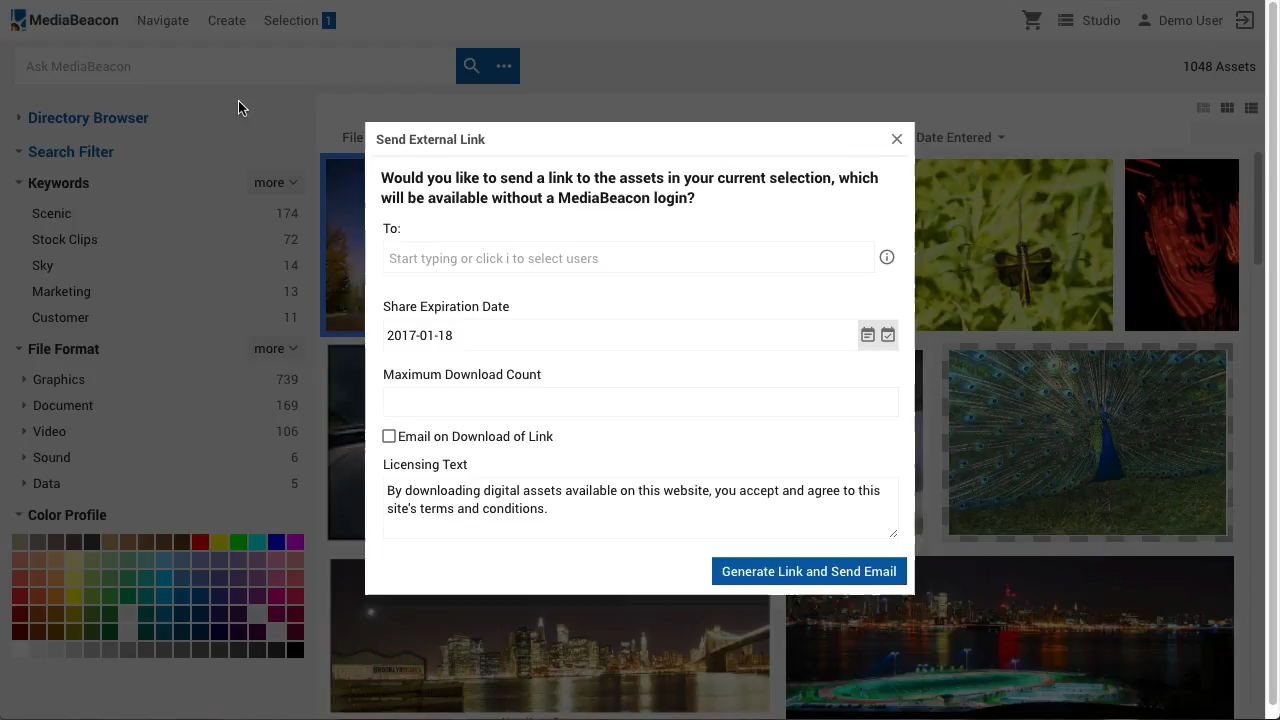 MediaBeacon Navigate Create Selection 1 Studio Demo User
Ask MediaBeacon ••• 1048 Assets
Directory Browser
Search Filter
Keywords more
Scenic 174
Stock Clips 72
Sky 14
Marketing 13
Customer 11
File Format more
Graphics 739
Document 169
Video 106
Sound 6
Data 5
Color Profile
File Date Entered
Send External Link
Would you like to send a link to the assets in your current selection, which
will be available without a MediaBeacon login?
To:
Start typing or click i to select users
Share Expiration Date
2017-01-18
Maximum Download Count
Email on Download of Link
Licensing Text
By downloading digital assets available on this website, you accept and agree to this
site's terms and conditions.
Generate Link and Send Email